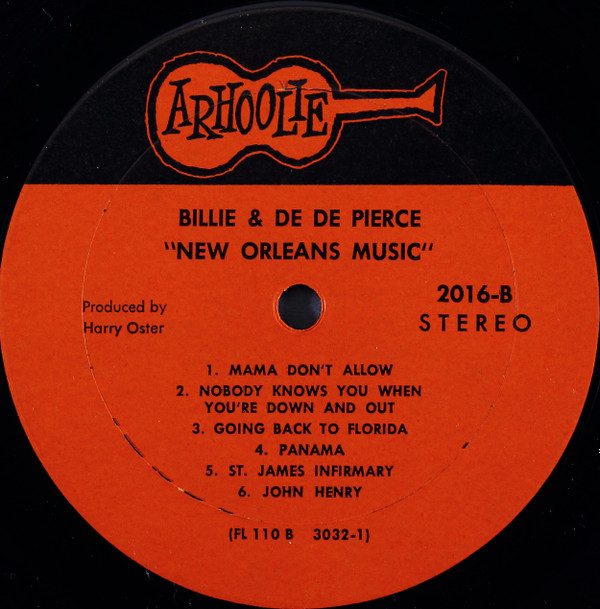 ARHOOLIE
BILLIE & DE DE PIERCE
"NEW ORLEANS MUSIC"
Produced by
Harry Oster
2016-B
STEREO
1. MAMA DON'T ALLOW
2. NOBODY KNOWS YOU WHEN
YOU'RE DOWN AND OUT
3. GOING BACK TO FLORIDA
4. PANAMA
5. ST. JAMES INFIRMARY
6. JOHN HENRY
(FL 110 B 3032-1)